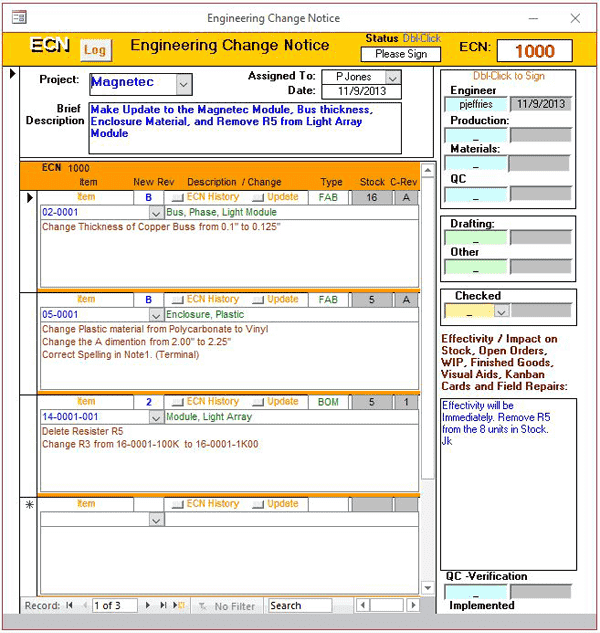 Engineering Change Notice
ECN Log Engineering Change Notice Status Dbl-Click Please Sign ECN: 1000
Project: Magnetec Assigned To: P Jones
Date: 11/9/2013
Brief Description
Make Update to the Magnetec Module, Bus thickness,
Enclosure Material, and Remove R5 from Light Array
Module
ECN 1000
Item New Rev Description / Change Type Stock C-Rev
Item B ECN History Update FAB 16 A
02-0001 Bus, Phase, Light Module
Change Thickness of Copper Buss from 0.1" to 0.125"
Item B ECN History Update FAB 5 A
05-0001 Enclosure, Plastic
Change Plastic material from Polycarbonate to Vinyl
Change the A dimention from 2.00" to 2.25"
Correct Spelling in Note1. (Terminal)
Item 2 ECN History Update BOM 5 1
14-0001-001 Module, Light Array
Delete Resister R5
Change R3 from 16-0001-100K to 16-0001-1K00
Item ECN History Update
Record: 1 of 3 No Filter Search
Dbl-Click to Sign
Engineer
pjeffries 11/9/2013
Production:
_
Materials:
_
QC
_
Drafting:
_
Other
_
Checked
_
Effectivity / Impact on
Stock, Open Orders,
WIP, Finished Goods,
Visual Aids, Kanban
Cards and Field Repairs:
Effectivity will be
Immediately. Remove R5
from the 8 units in Stock.
Jk
QC -Verification
_
Implemented